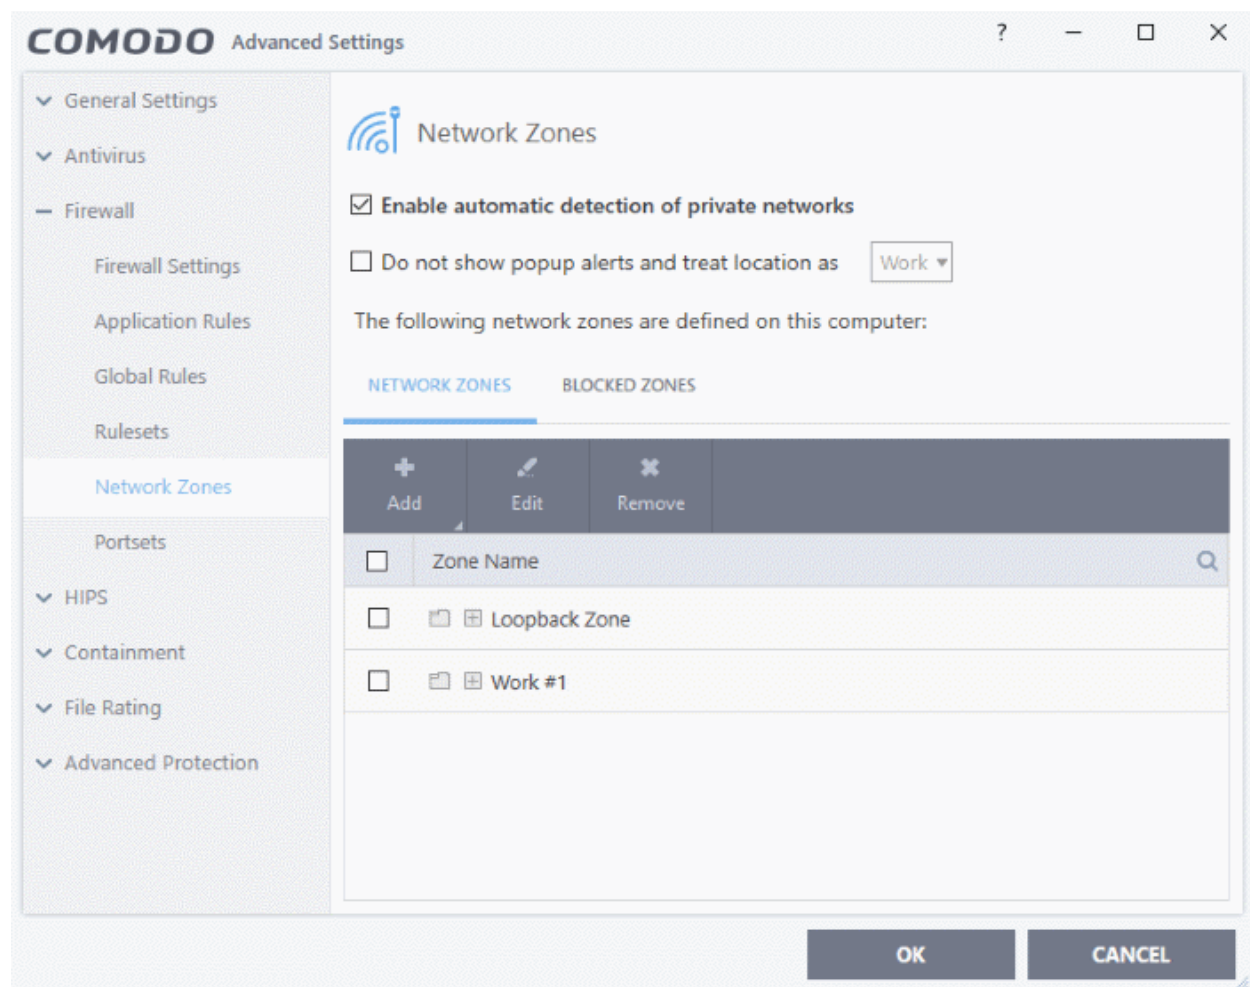 COMODO Advanced Settings ?
General Settings
Antivirus
Firewall
Firewall Settings
Application Rules
Global Rules
Rulesets
Network Zones
Portsets
HIPS
Containment
File Rating
Advanced Protection
Network Zones
Enable automatic detection of private networks
Do not show popup alerts and treat location as Work
The following network zones are defined on this computer:
NETWORK ZONES BLOCKED ZONES
Add Edit Remove
Zone Name
Loopback Zone
Work #1
OK CANCEL